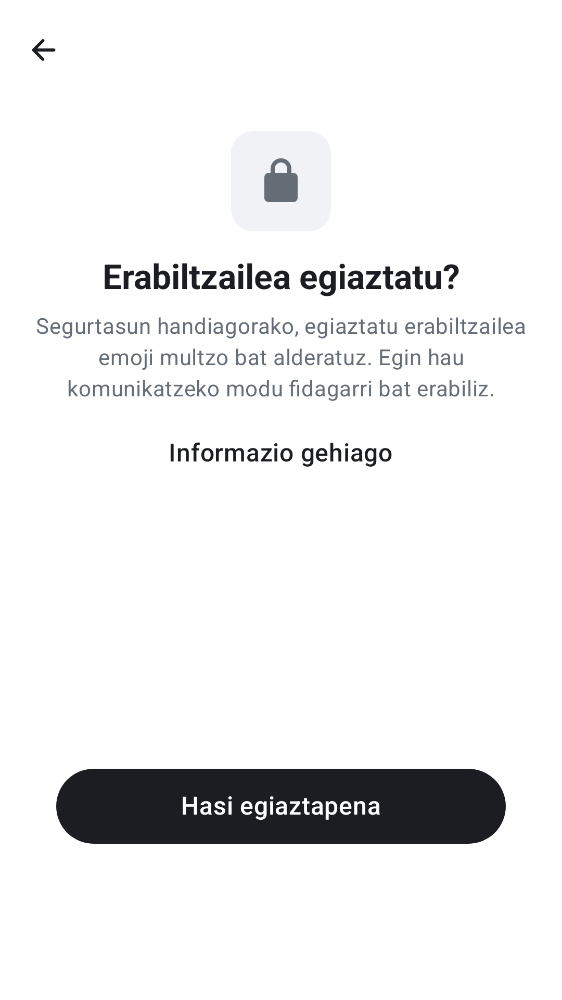 Erabiltzailea egiaztatu?
Segurtasun handiagorako, egiaztatu erabiltzailea
emoji multzo bat alderatuz. Egin hau
komunikatzeko modu fidagarri bat erabiliz.
Informazio gehiago
Hasi egiaztapena